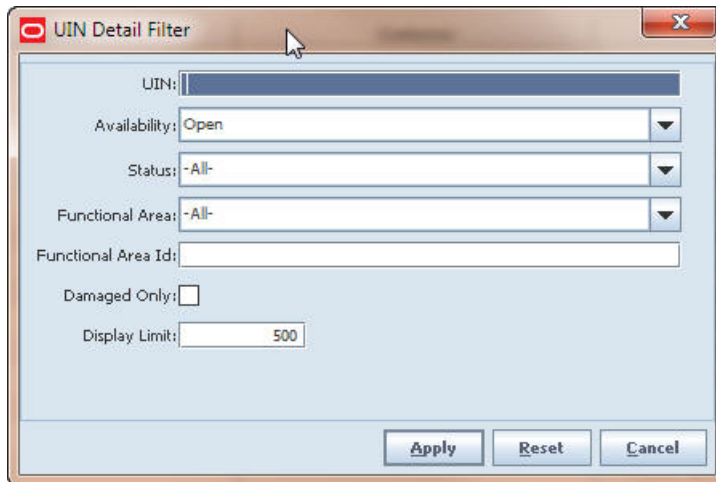 UIN Detail Filter
UIN:
Availability: Open
Status: -All-
Functional Area: -All-
Functional Area Id:
Damaged Only:
Display Limit: 500
Apply Reset Cancel